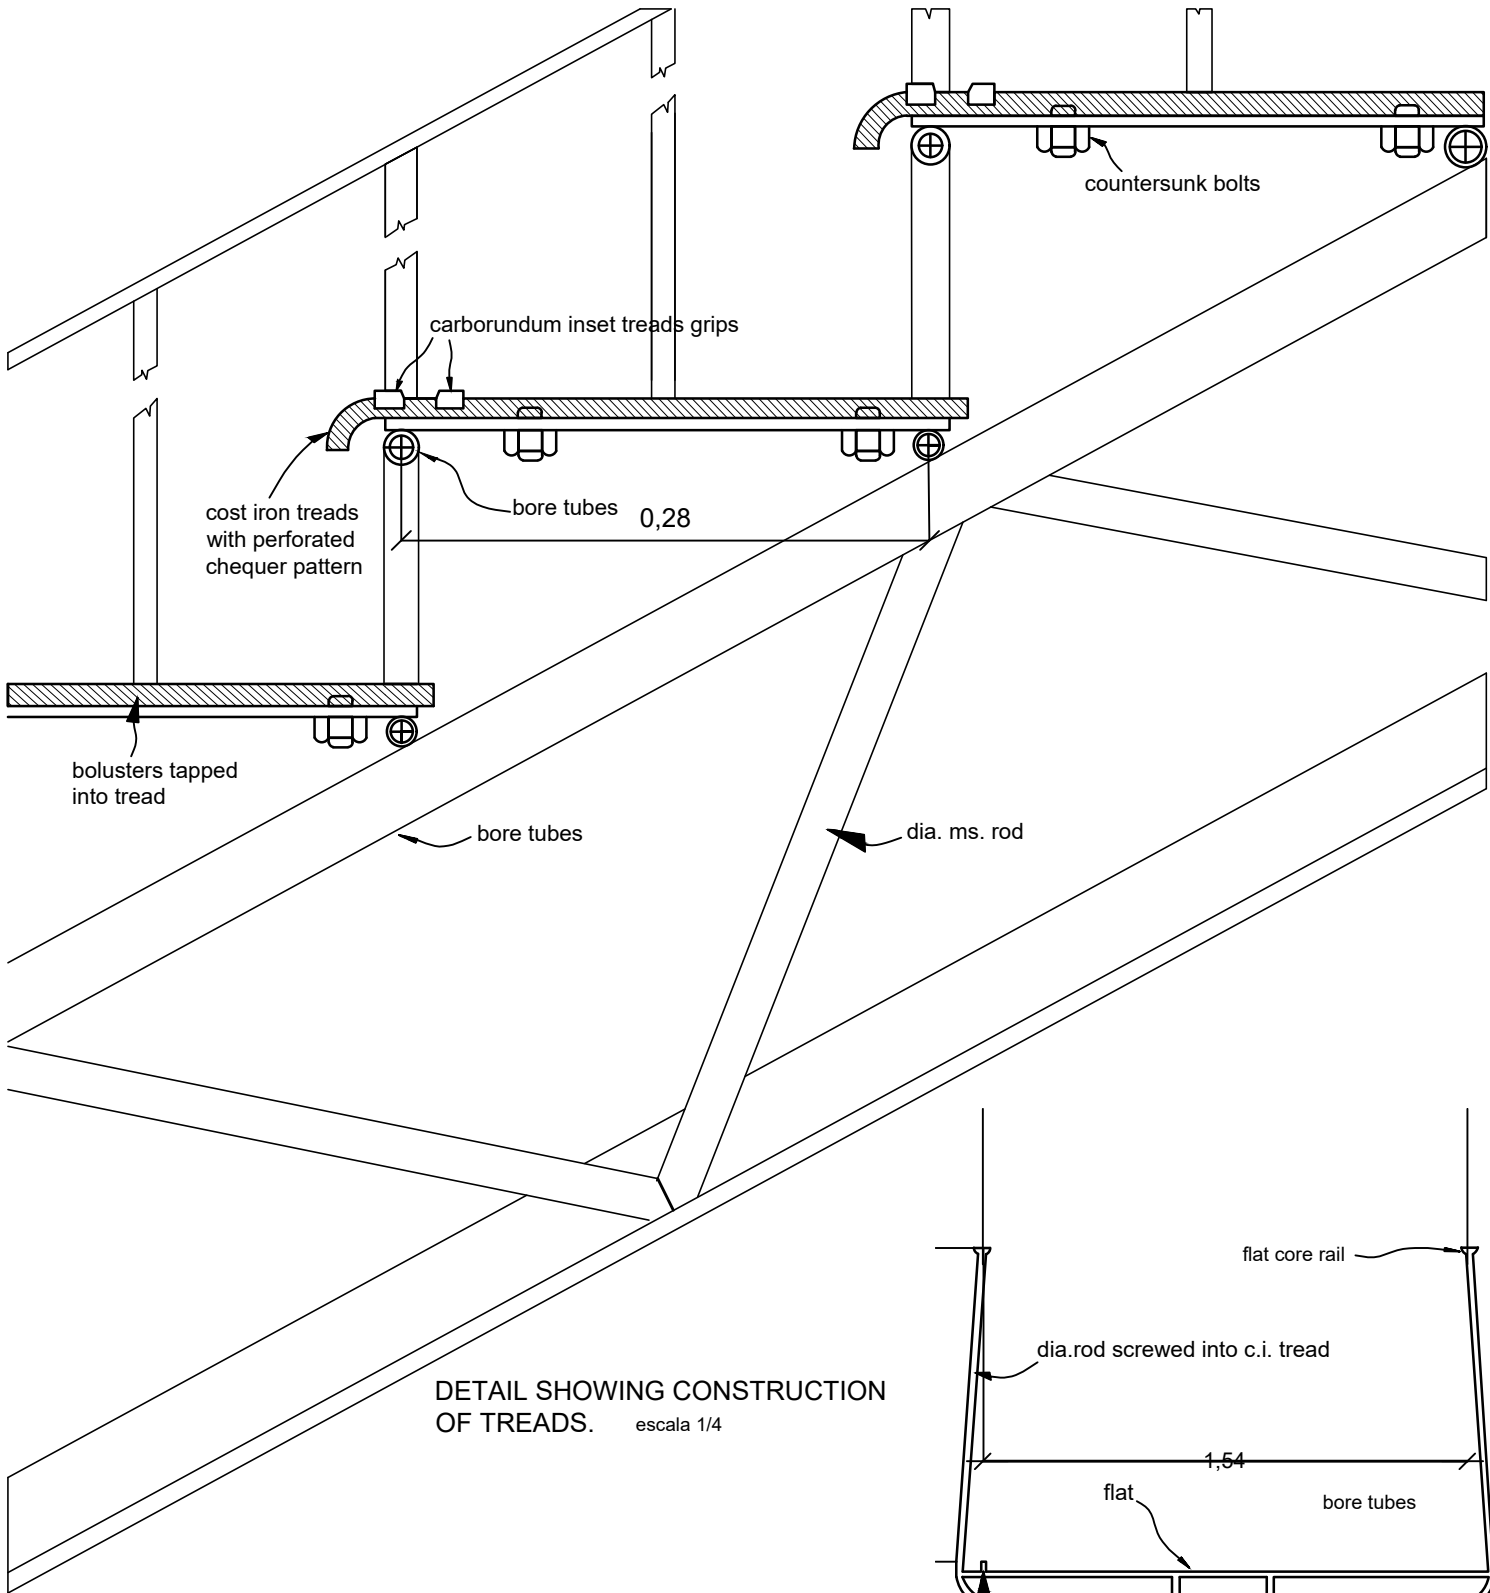 countersunk bolts
carborundum inset treads grips
cost iron treads
with perforated
chequer pattern
bore tubes
0,28
bolusters tapped
into tread
bore tubes
dia. ms. rod
flat core rail
dia.rod screwed into c.i. tread
DETAIL SHOWING CONSTRUCTION
OF TREADS. escala 1/4
1,54
flat
bore tubes